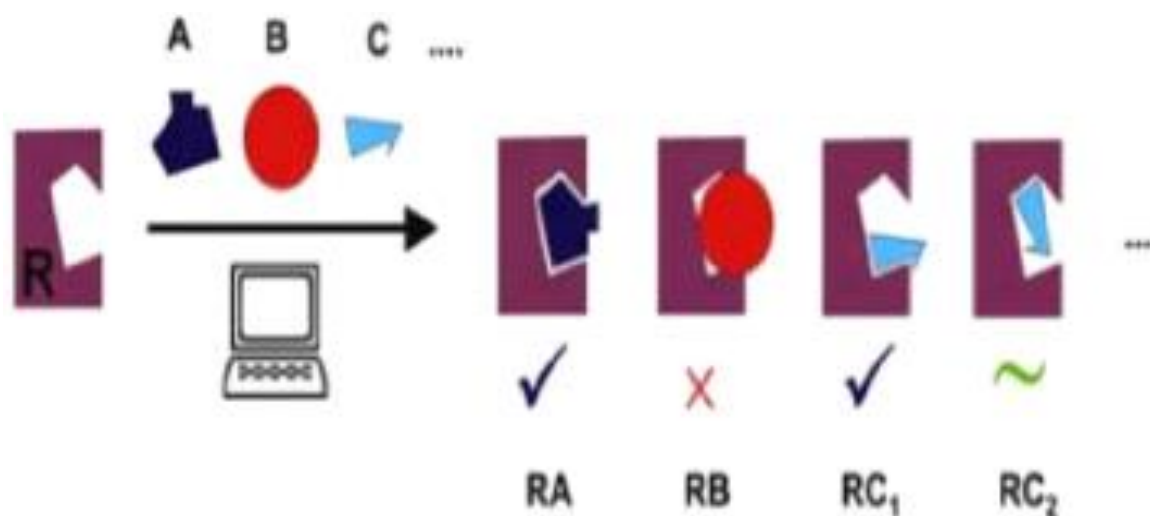 A B C ....
R
...
✓ X ✓ ~
RA RB RC₁ RC₂